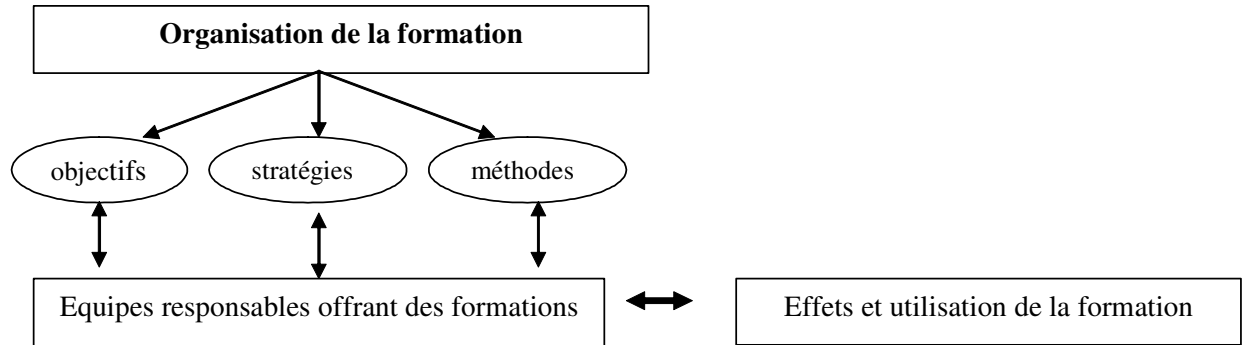 Organisation de la formation
objectifs
stratégies
méthodes
Equipes responsables offrant des formations
Effets et utilisation de la formation